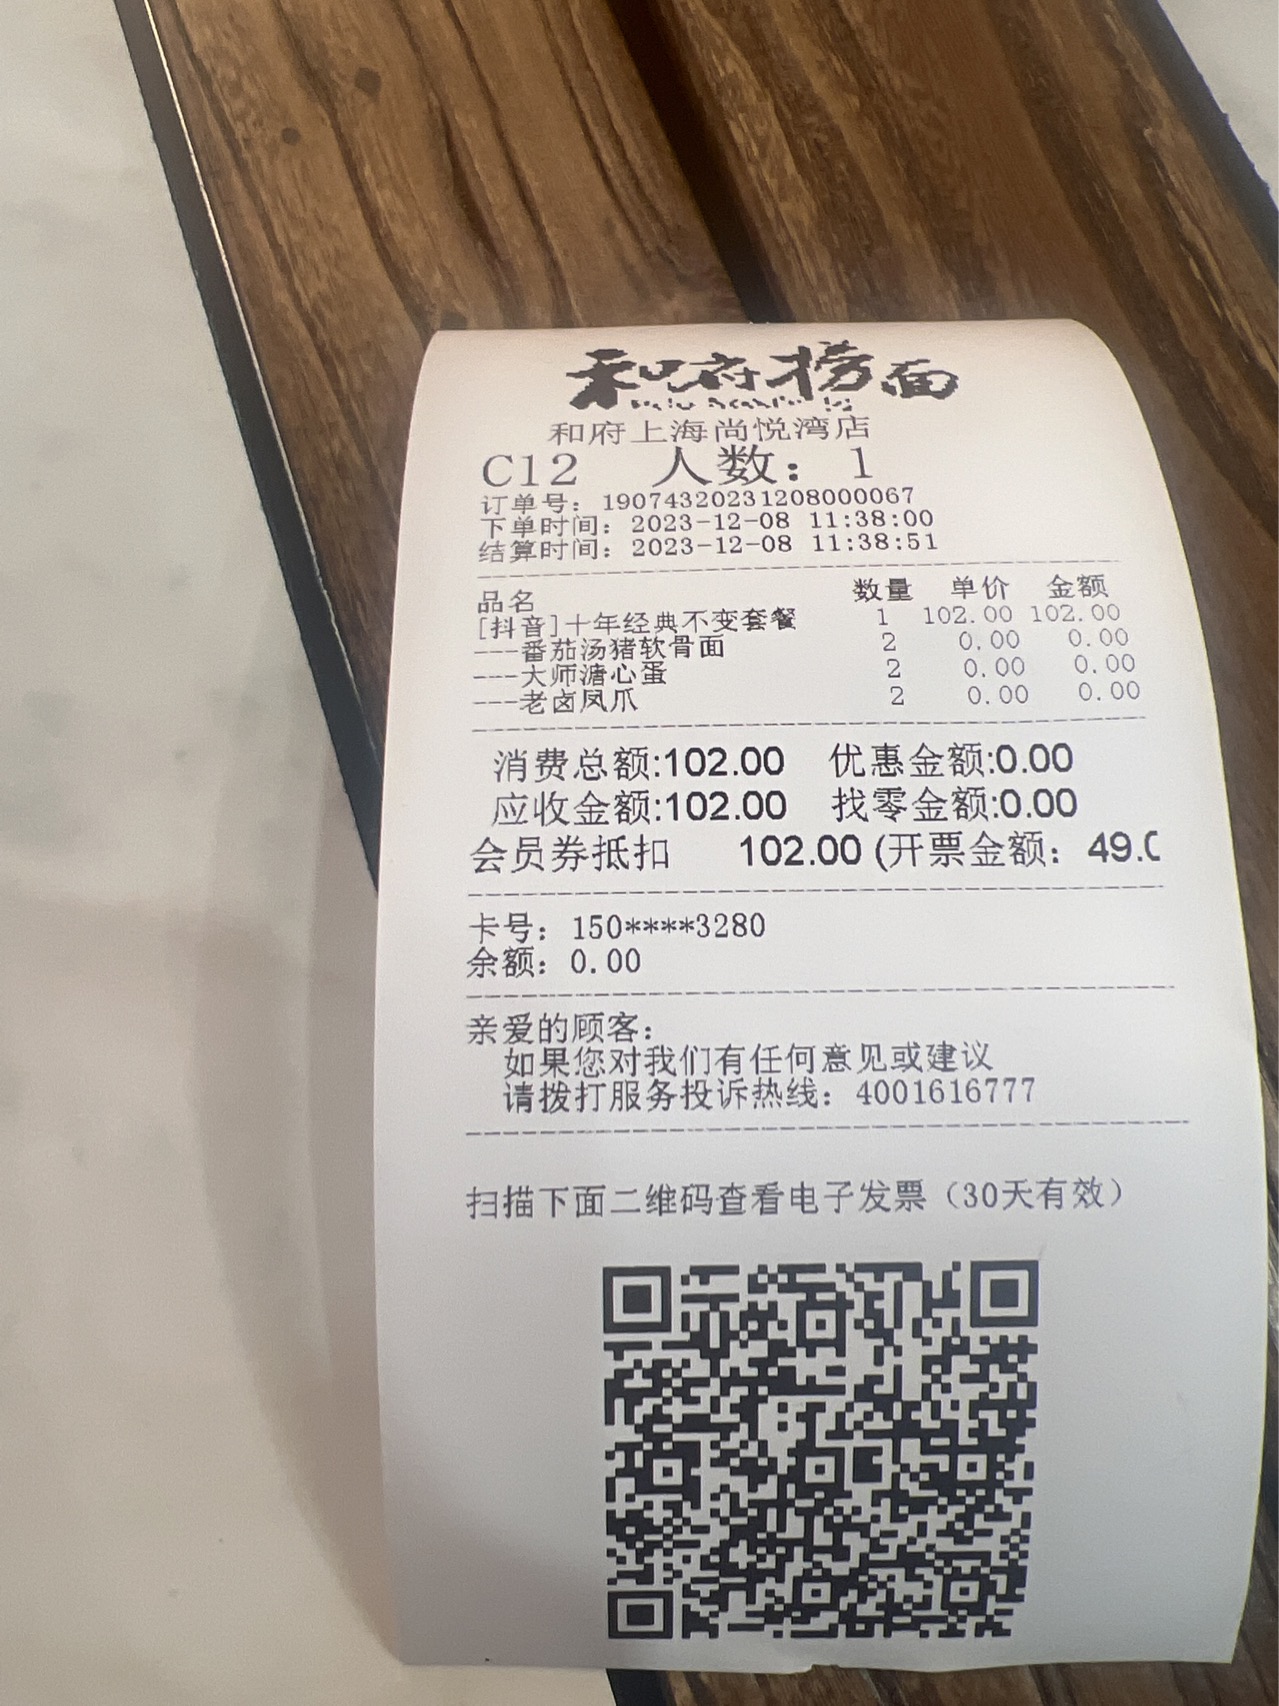 和府捞面
和府上海尚悦湾店
C12 人数：1
订单号：19074320231208000067
下单时间：2023-12-08 11:38:00
结算时间：2023-12-08 11:38:51
品名 数量 单价 金额
[抖音]十年经典不变套餐 1 102.00 102.00
---番茄汤猪软骨面 2 0.00 0.00
---大师溏心蛋 2 0.00 0.00
---老卤凤爪 2 0.00 0.00
消费总额:102.00 优惠金额:0.00
应收金额:102.00 找零金额:0.00
会员券抵扣 102.00 (开票金额：49.0
卡号：150****3280
余额：0.00
亲爱的顾客：
如果您对我们有任何意见或建议
请拨打服务投诉热线：4001616777
扫描下面二维码查看电子发票（30天有效）